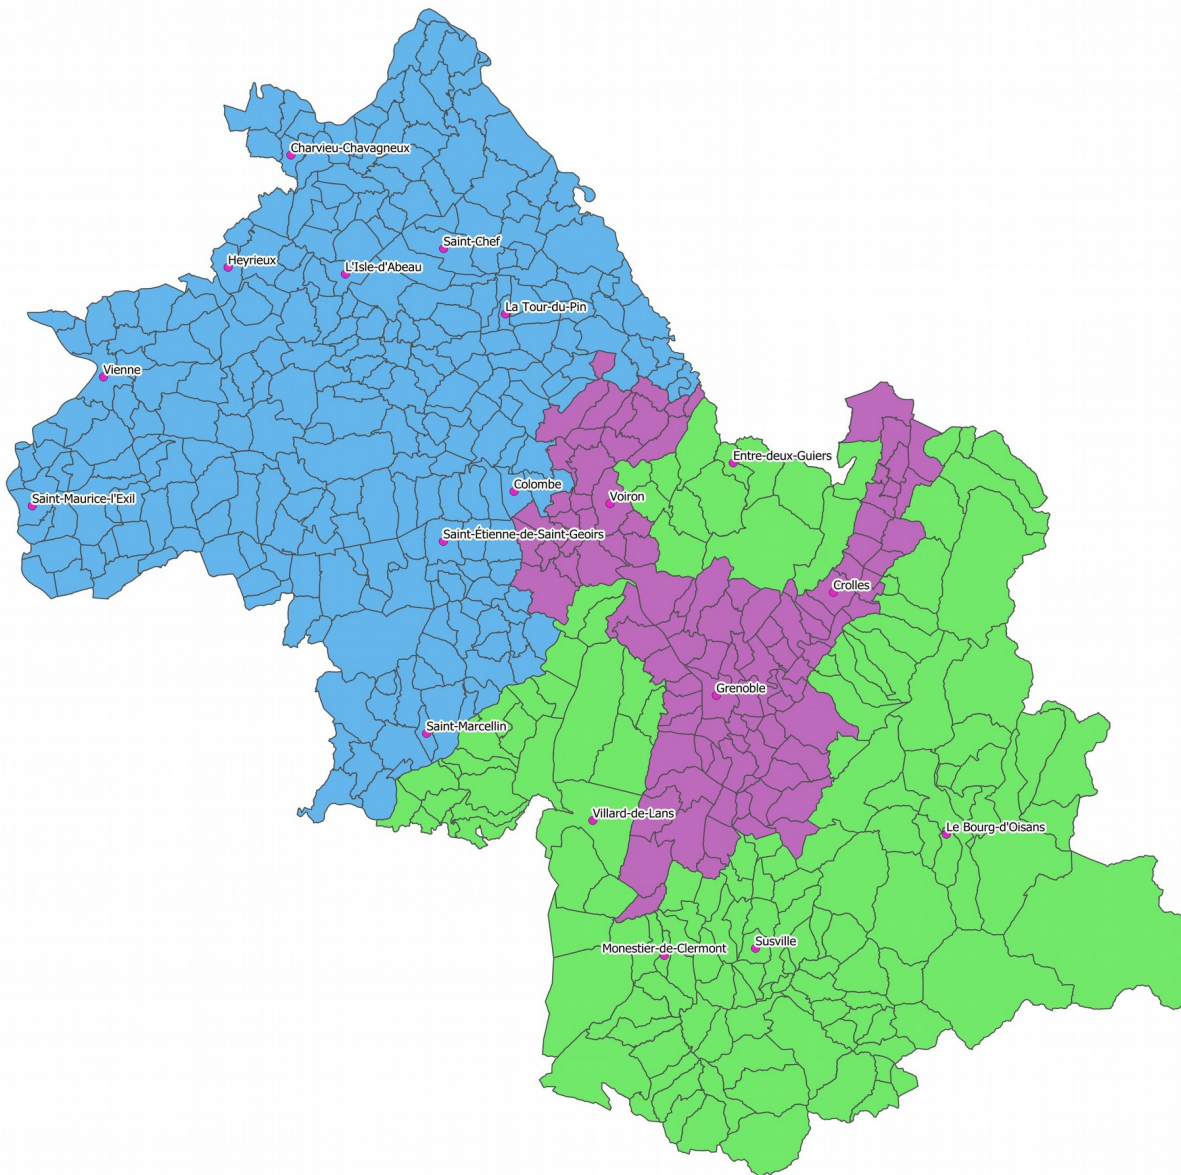 Charvieu-Chavagneux
Saint-Chef
Heyrieux
L'Isle-d'Abeau
La Tour-du-Pin
Vienne
Entre-deux-Guiers
Colombe
Voiron
Saint-Maurice-l'Exil
Saint-Étienne-de-Saint-Geoirs
Crolles
Grenoble
Saint-Marcellin
Villard-de-Lans
Le Bourg-d'Oisans
Susville
Monestier-de-Clermont